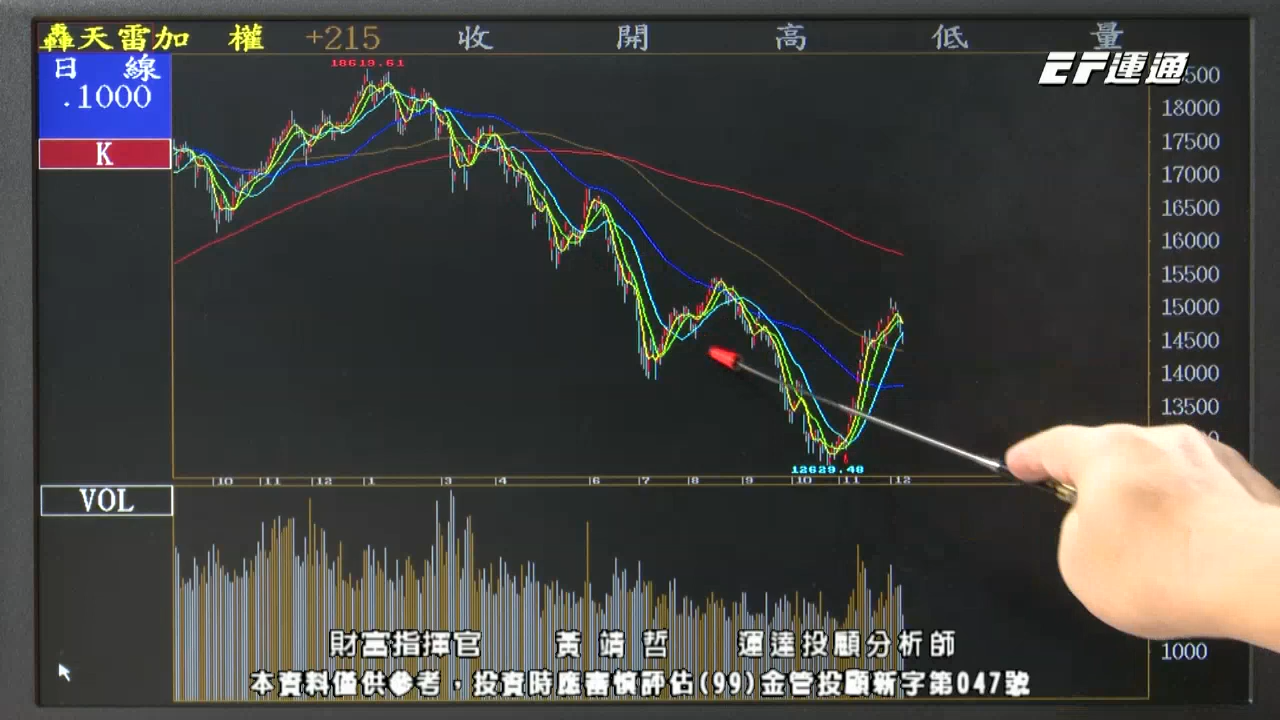 轟天雷加 權 +215 收 開 高 低 量
日 線
.1000
K
EF運通
18619.61
18000
17500
17000
16500
16000
15500
15000
14500
14000
13500
12629.48
10 11 12 1 3 4 6 7 8 9 10 11 12
VOL
1000
財富指揮官 黃靖哲 運達投顧分析師
本資料僅供參考，投資時應審慎評估(99)金管投顧新字第047號